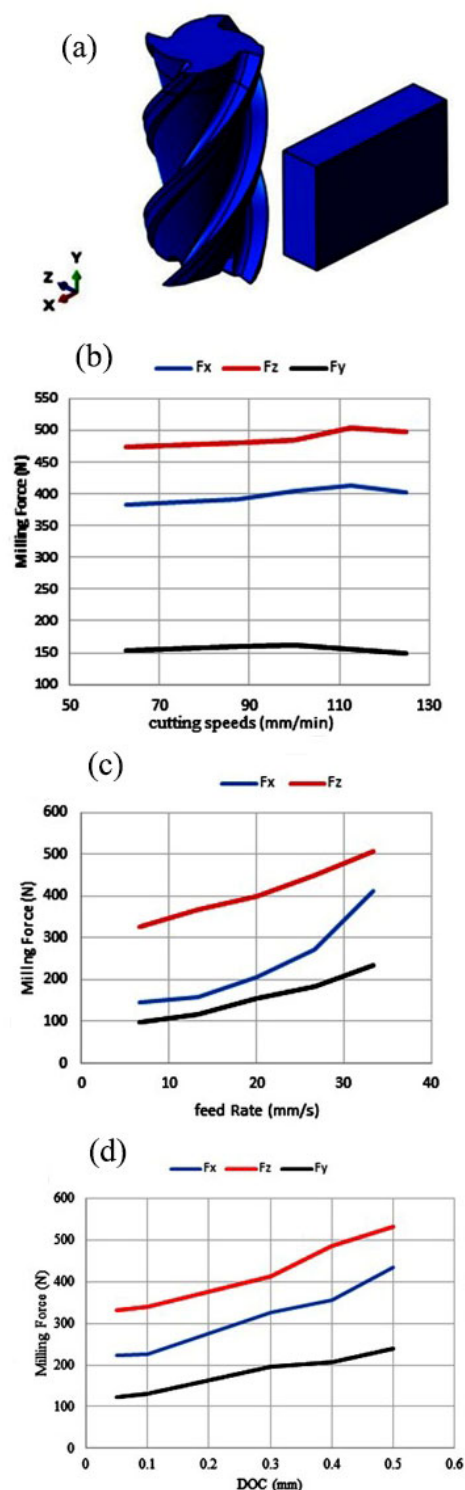 (a)
Y
Z
X
(b)
Fx Fz Fy
550
500
450
400
350
300
250
200
150
100
Milling Force (N)
50 70 90 110 130
cutting speeds (mm/min)
(c)
Fx Fz
600
500
400
300
200
100
0
Milling Force (N)
0 10 20 30 40
feed Rate (mm/s)
(d)
Fx Fz Fy
600
500
400
300
200
100
0
Milling Force (N)
0 0.1 0.2 0.3 0.4 0.5 0.6
DOC (mm)